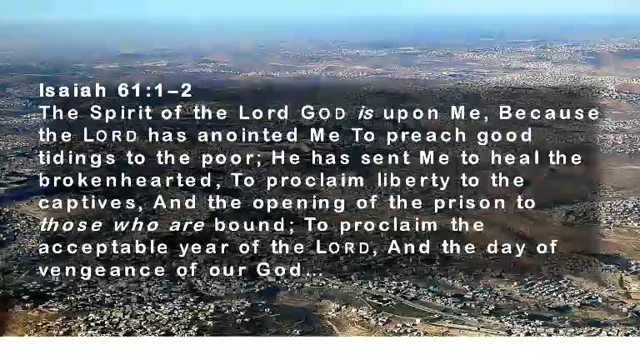 Isaiah 61:1–2
The Spirit of the Lord GOD is upon Me, Because
the LORD has anointed Me To preach good
tidings to the poor; He has sent Me to heal the
brokenhearted, To proclaim liberty to the
captives, And the opening of the prison to
those who are bound; To proclaim the
acceptable year of the LORD, And the day of
vengeance of our God…